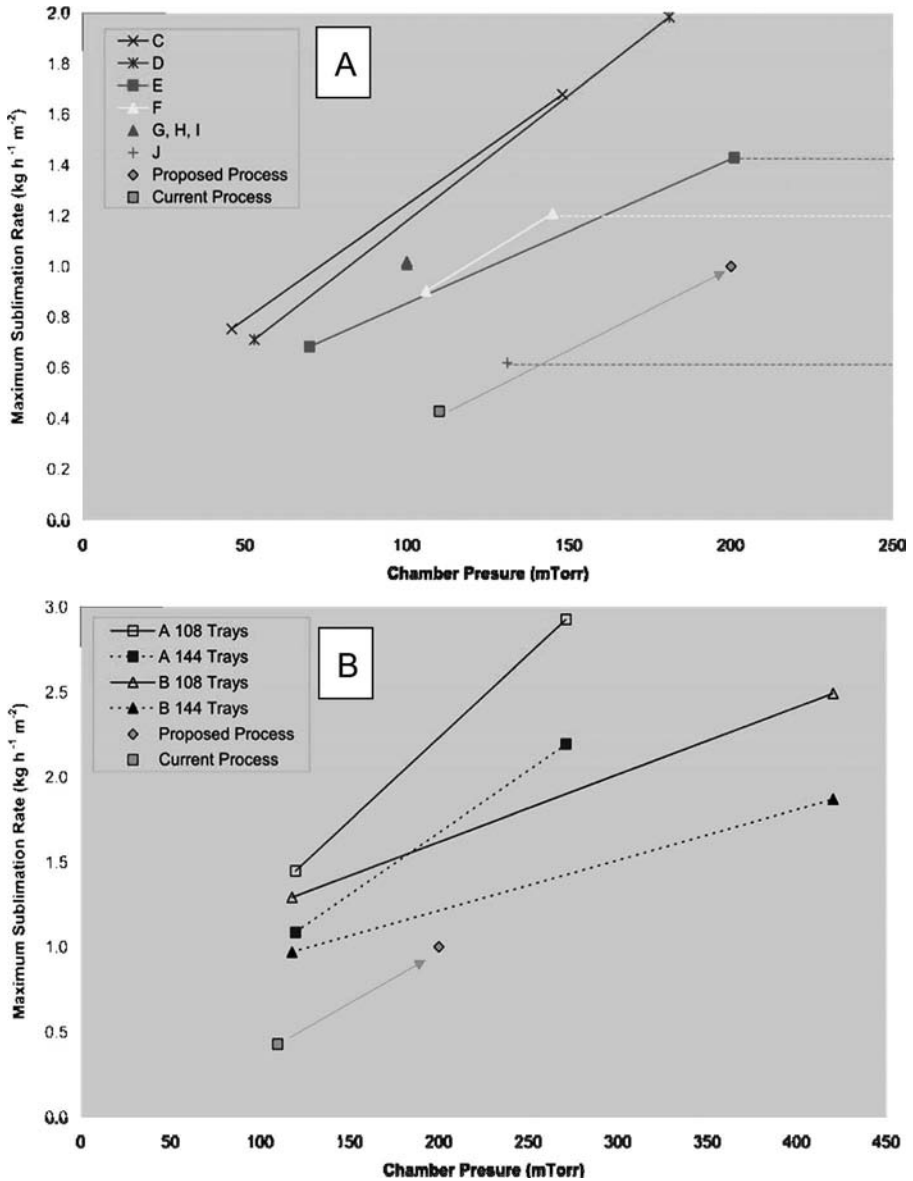 A
C
D
E
F
G, H, I
J
Proposed Process
Current Process
Maximum Sublimation Rate (kg h⁻¹ m⁻²)
2.0
1.8
1.6
1.4
1.2
1.0
0.8
0.6
0.4
0.2
0.0
0 50 100 150 200 250
Chamber Presure (mTorr)
B
A 108 Trays
A 144 Trays
B 108 Trays
B 144 Trays
Proposed Process
Current Process
Maximum Sublimation Rate (kg h⁻¹ m⁻²)
3.0
2.5
2.0
1.5
1.0
0.5
0.0
0 50 100 150 200 250 300 350 400 450
Chamber Presure (mTorr)